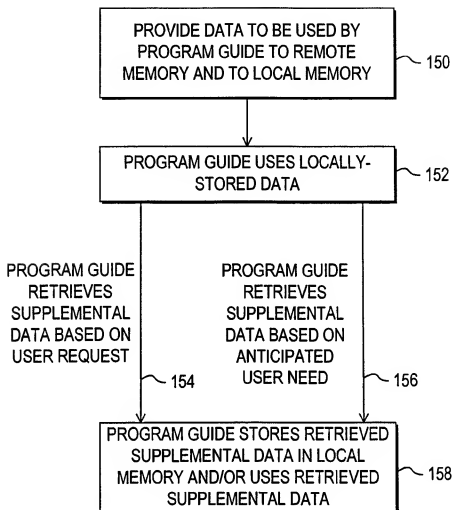 PROVIDE DATA TO BE USED BY
PROGRAM GUIDE TO REMOTE
MEMORY AND TO LOCAL MEMORY
150
PROGRAM GUIDE USES LOCALLY-
STORED DATA
152
PROGRAM GUIDE
RETRIEVES
SUPPLEMENTAL
DATA BASED ON
USER REQUEST
154
PROGRAM GUIDE
RETRIEVES
SUPPLEMENTAL
DATA BASED ON
ANTICIPATED
USER NEED
156
PROGRAM GUIDE STORES RETRIEVED
SUPPLEMENTAL DATA IN LOCAL
MEMORY AND/OR USES RETRIEVED
SUPPLEMENTAL DATA
158